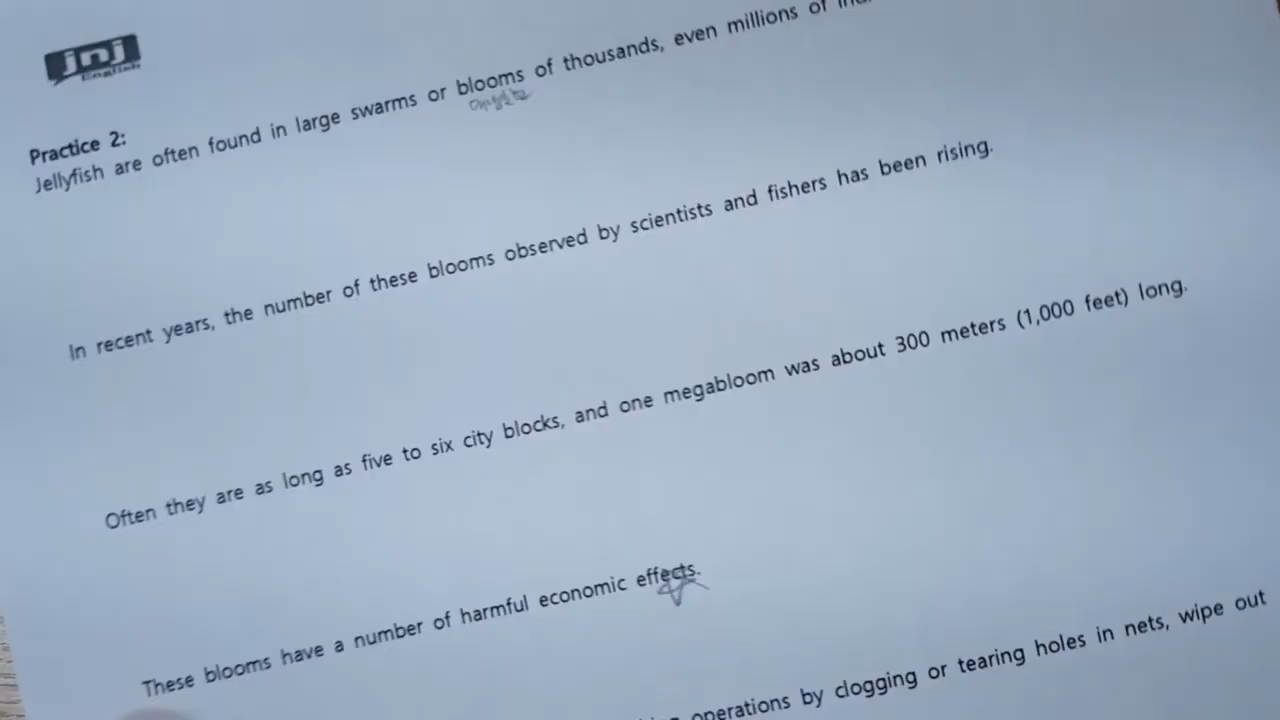 jnj
English
Practice 2:
Jellyfish are often found in large swarms or blooms of thousands, even millions of
In recent years, the number of these blooms observed by scientists and fishers has been rising.
Often they are as long as five to six city blocks, and one megabloom was about 300 meters (1,000 feet) long.
These blooms have a number of harmful economic effects.
operations by clogging or tearing holes in nets, wipe out